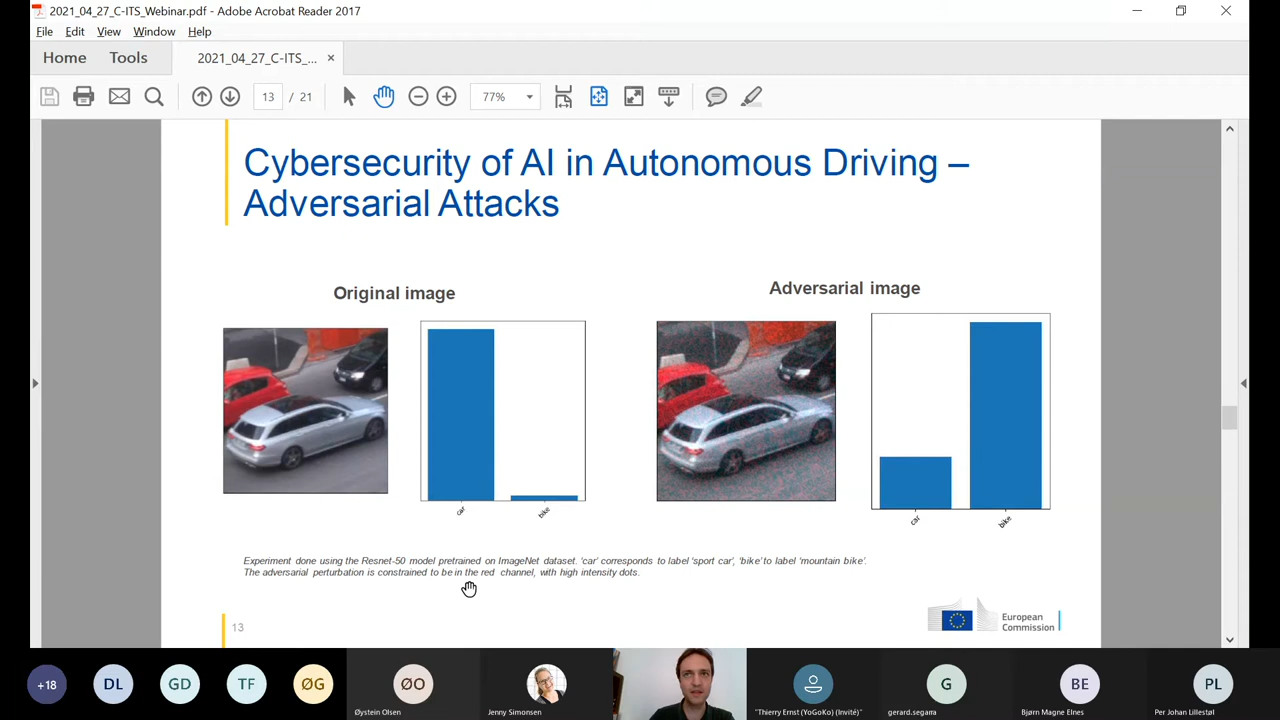 2021_04_27_C-ITS_Webinar.pdf - Adobe Acrobat Reader 2017
File Edit View Window Help
Home Tools 2021_04_27_C-ITS_... ×
13 / 21 77%
Cybersecurity of AI in Autonomous Driving –
Adversarial Attacks
Original image
Adversarial image
car bike
car bike
Experiment done using the Resnet-50 model pretrained on ImageNet dataset. 'car' corresponds to label 'sport car', 'bike' to label 'mountain bike'.
The adversarial perturbation is constrained to be in the red channel, with high intensity dots.
13
European
Commission
+18 DL GD TF ØG ØO G BE PL
Øystein Olsen Jenny Simonsen "Thierry Ernst (YoGoKo) (Invité)" gerard.segarra Bjørn Magne Elnes Per Johan Lillestøl